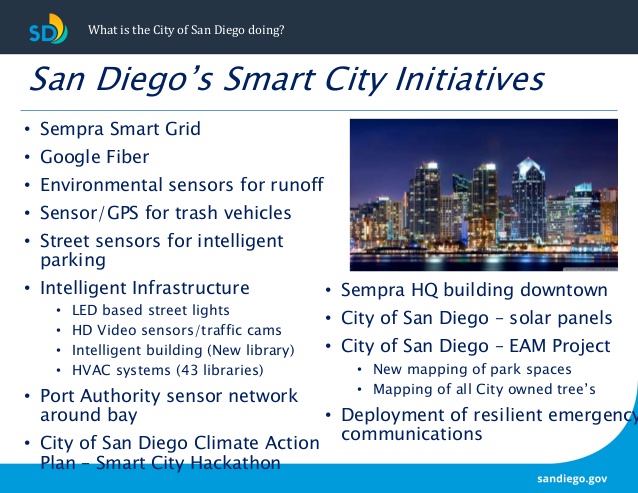 SD
What is the City of San Diego doing?
San Diego's Smart City Initiatives
• Sempra Smart Grid
• Google Fiber
• Environmental sensors for runoff
• Sensor/GPS for trash vehicles
• Street sensors for intelligent
parking
• Intelligent Infrastructure
• LED based street lights
• HD Video sensors/traffic cams
• Intelligent building (New library)
• HVAC systems (43 libraries)
• Port Authority sensor network
around bay
• City of San Diego Climate Action
Plan – Smart City Hackathon
• Sempra HQ building downtown
• City of San Diego – solar panels
• City of San Diego – EAM Project
• New mapping of park spaces
• Mapping of all City owned tree's
• Deployment of resilient emergency
communications
sandiego.gov